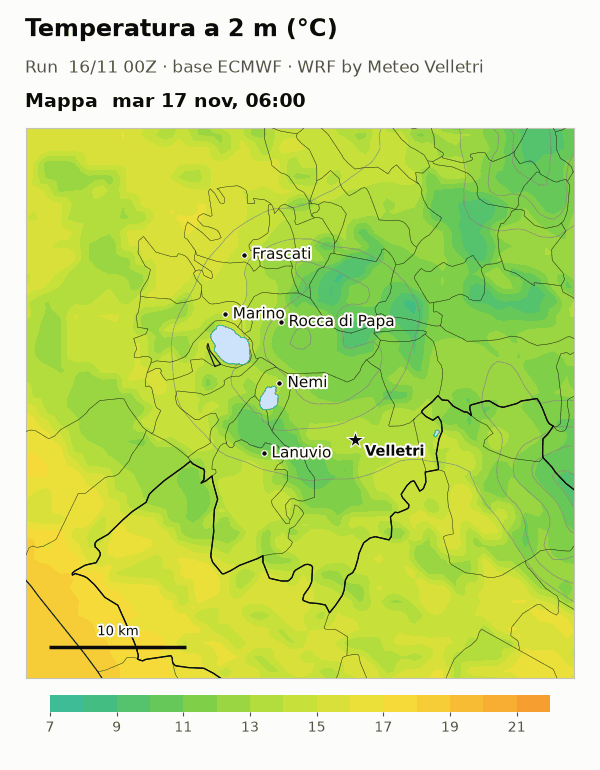 Temperatura a 2 m (°C)
Run  16/11 00Z · base ECMWF · WRF by Meteo Velletri
Mappa  mar 17 nov, 06:00
Frascati
Marino
Rocca di Papa
Nemi
Velletri
Lanuvio
10 km
7 9 11 13 15 17 19 21